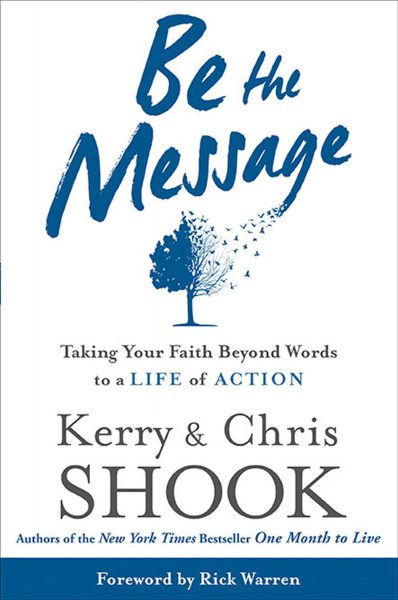 Be the
Message
Taking Your Faith Beyond Words
to a LIFE of ACTION
Kerry & Chris
SHOOK
Authors of the New York Times Bestseller One Month to Live
Foreword by Rick Warren